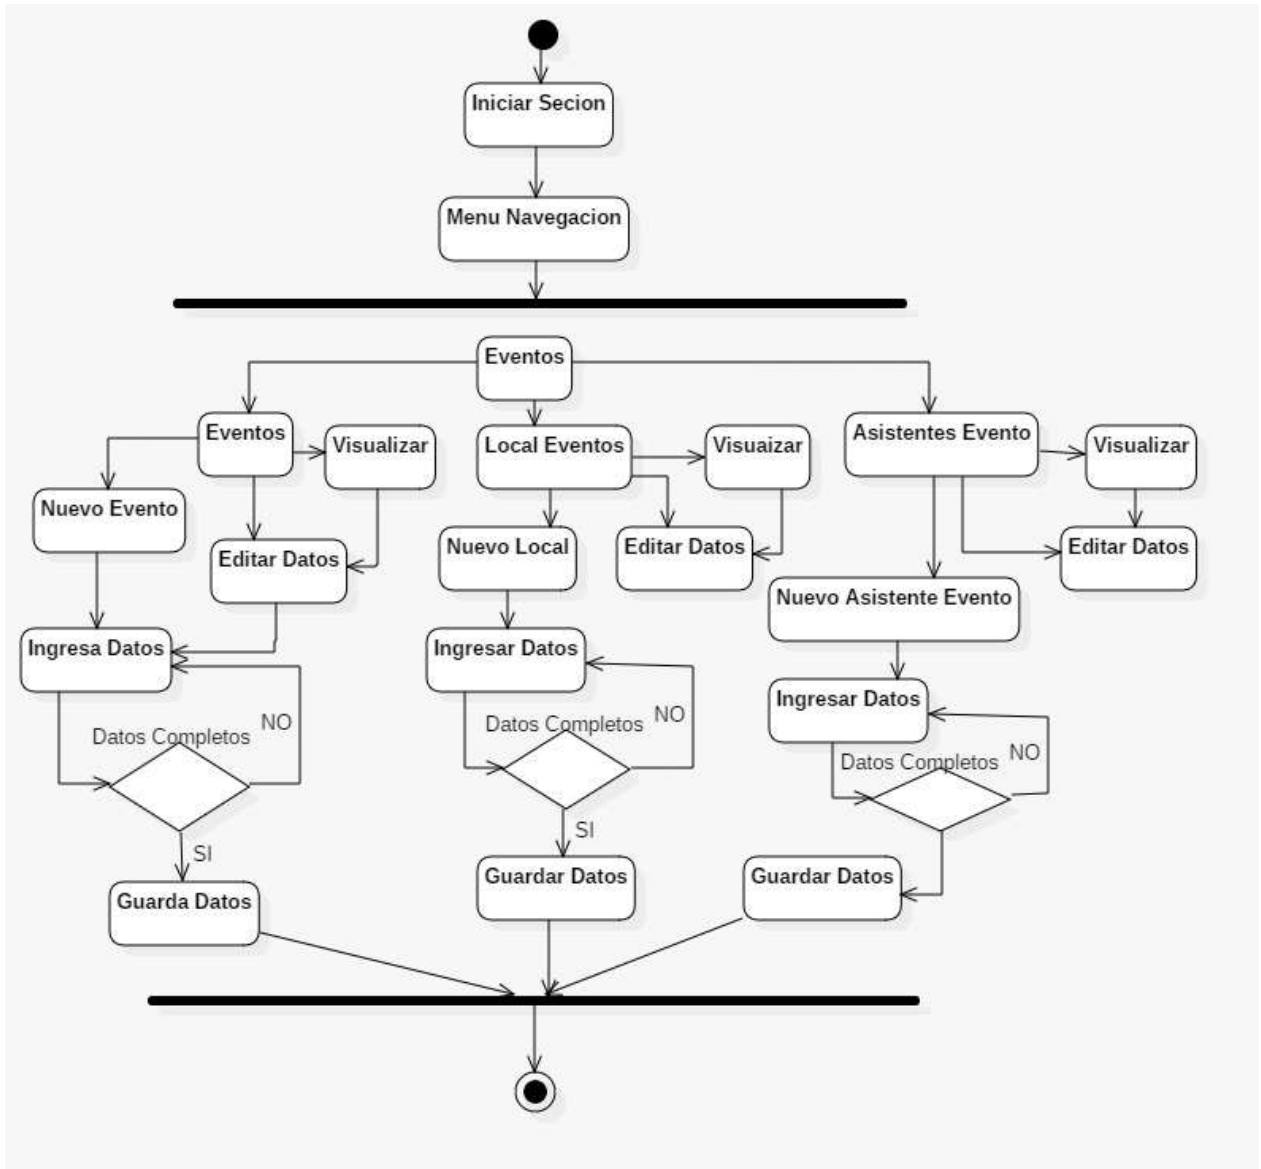 Iniciar Secion
Menu Navegacion
Eventos
Eventos
Visualizar
Local Eventos
Visuaizar
Asistentes Evento
Visualizar
Nuevo Evento
Editar Datos
Nuevo Local
Editar Datos
Editar Datos
Nuevo Asistente Evento
Ingresa Datos
Ingresar Datos
Ingresar Datos
Datos Completos
NO
Datos Completos
NO
Datos Completos
NO
SI
SI
Guarda Datos
Guardar Datos
Guardar Datos